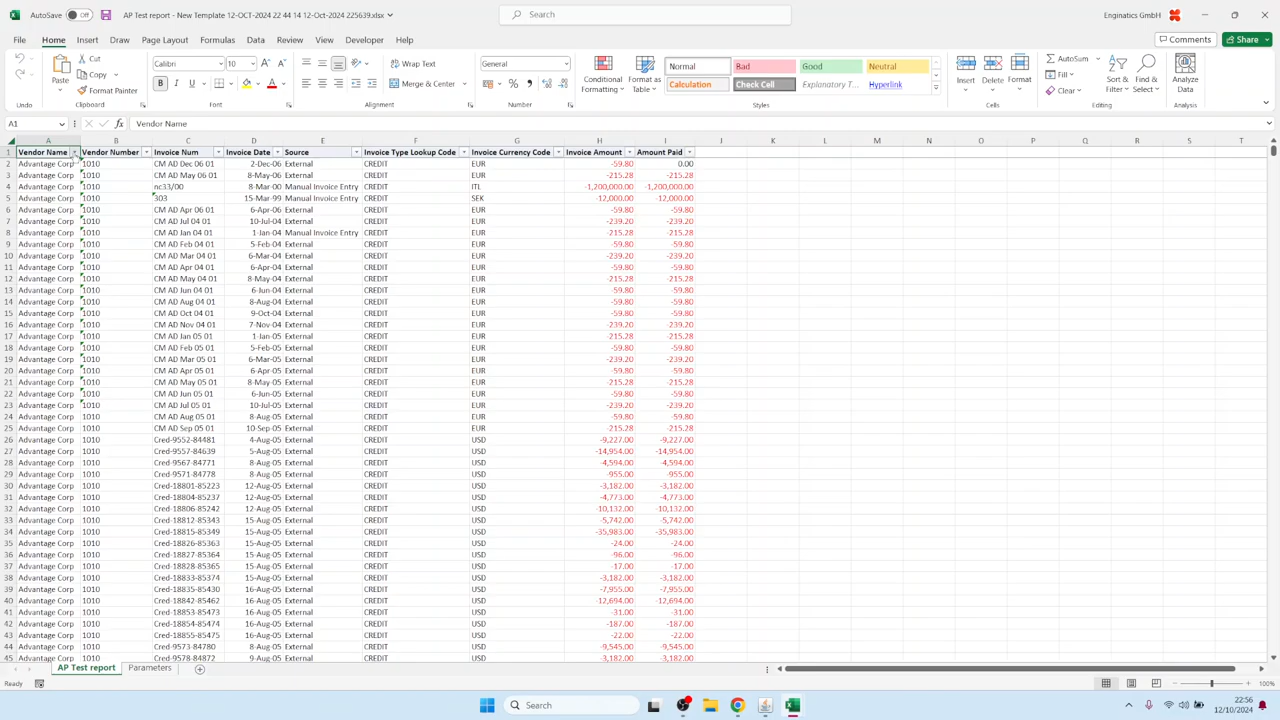 AutoSave Off AP Test report - New Template 12-OCT-2024 22 44 14 12-Oct-2024 225639.xlsx Search Enginatics GmbH
File Home Insert Draw Page Layout Formulas Data Review View Developer Help Comments Share
Paste Cut Copy Format Painter Calibri 10 Wrap Text Merge & Center General Conditional Formatting Format as Table Normal Bad Good Neutral Calculation Check Cell Explanatory T... Hyperlink Insert Delete Format AutoSum Fill Clear Sort & Filter Find & Select Analyze Data
Undo Clipboard Font Alignment Number Styles Cells Editing Analysis
A1 Vendor Name
A B C D E F G H I J K L M N O P Q R S T
1 Vendor Name Vendor Number Invoice Num Invoice Date Source Invoice Type Lookup Code Invoice Currency Code Invoice Amount Amount Paid
2 Advantage Corp 1010 CM AD Dec 06 01 2-Dec-06 External CREDIT EUR -59.80 0.00
3 Advantage Corp 1010 CM AD May 06 01 8-May-06 External CREDIT EUR -215.28 -215.28
4 Advantage Corp 1010 nc33/00 8-Mar-00 Manual Invoice Entry CREDIT ITL -1,200,000.00 -1,200,000.00
5 Advantage Corp 1010 303 15-Mar-99 Manual Invoice Entry CREDIT SEK -12,000.00 -12,000.00
6 Advantage Corp 1010 CM AD Apr 06 01 6-Apr-06 External CREDIT EUR -59.80 -59.80
7 Advantage Corp 1010 CM AD Jul 04 01 10-Jul-04 External CREDIT EUR -239.20 -239.20
8 Advantage Corp 1010 CM AD Jan 04 01 1-Jan-04 Manual Invoice Entry CREDIT EUR -215.28 -215.28
9 Advantage Corp 1010 CM AD Feb 04 01 5-Feb-04 External CREDIT EUR -59.80 -59.80
10 Advantage Corp 1010 CM AD Mar 04 01 6-Mar-04 External CREDIT EUR -239.20 -239.20
11 Advantage Corp 1010 CM AD Apr 04 01 6-Apr-04 External CREDIT EUR -59.80 -59.80
12 Advantage Corp 1010 CM AD May 04 01 8-May-04 External CREDIT EUR -215.28 -215.28
13 Advantage Corp 1010 CM AD Jun 04 01 6-Jun-04 External CREDIT EUR -59.80 -59.80
14 Advantage Corp 1010 CM AD Aug 04 01 8-Aug-04 External CREDIT EUR -59.80 -59.80
15 Advantage Corp 1010 CM AD Oct 04 01 9-Oct-04 External CREDIT EUR -59.80 -59.80
16 Advantage Corp 1010 CM AD Nov 04 01 7-Nov-04 External CREDIT EUR -239.20 -239.20
17 Advantage Corp 1010 CM AD Jan 05 01 1-Jan-05 External CREDIT EUR -215.28 -215.28
18 Advantage Corp 1010 CM AD Feb 05 01 5-Feb-05 External CREDIT EUR -59.80 -59.80
19 Advantage Corp 1010 CM AD Mar 05 01 6-Mar-05 External CREDIT EUR -239.20 -239.20
20 Advantage Corp 1010 CM AD Apr 05 01 6-Apr-05 External CREDIT EUR -59.80 -59.80
21 Advantage Corp 1010 CM AD May 05 01 8-May-05 External CREDIT EUR -215.28 -215.28
22 Advantage Corp 1010 CM AD Jun 05 01 6-Jun-05 External CREDIT EUR -59.80 -59.80
23 Advantage Corp 1010 CM AD Jul 05 01 10-Jul-05 External CREDIT EUR -239.20 -239.20
24 Advantage Corp 1010 CM AD Aug 05 01 8-Aug-05 External CREDIT EUR -59.80 -59.80
25 Advantage Corp 1010 CM AD Sep 05 01 10-Sep-05 External CREDIT EUR -215.28 -215.28
26 Advantage Corp 1010 Cred-9552-84481 4-Aug-05 External CREDIT USD -9,227.00 -9,227.00
27 Advantage Corp 1010 Cred-9557-84639 5-Aug-05 External CREDIT USD -14,954.00 -14,954.00
28 Advantage Corp 1010 Cred-9567-84771 8-Aug-05 External CREDIT USD -4,594.00 -4,594.00
29 Advantage Corp 1010 Cred-9571-84778 8-Aug-05 External CREDIT USD -955.00 -955.00
30 Advantage Corp 1010 Cred-18801-85223 12-Aug-05 External CREDIT USD -3,182.00 -3,182.00
31 Advantage Corp 1010 Cred-18804-85237 12-Aug-05 External CREDIT USD -4,773.00 -4,773.00
32 Advantage Corp 1010 Cred-18806-85242 12-Aug-05 External CREDIT USD -10,132.00 -10,132.00
33 Advantage Corp 1010 Cred-18812-85343 15-Aug-05 External CREDIT USD -5,742.00 -5,742.00
34 Advantage Corp 1010 Cred-18815-85349 15-Aug-05 External CREDIT USD -35,983.00 -35,983.00
35 Advantage Corp 1010 Cred-18826-85363 15-Aug-05 External CREDIT USD -24.00 -24.00
36 Advantage Corp 1010 Cred-18827-85364 15-Aug-05 External CREDIT USD -96.00 -96.00
37 Advantage Corp 1010 Cred-18828-85365 15-Aug-05 External CREDIT USD -17.00 -17.00
38 Advantage Corp 1010 Cred-18833-85374 15-Aug-05 External CREDIT USD -3,182.00 -3,182.00
39 Advantage Corp 1010 Cred-18835-85430 16-Aug-05 External CREDIT USD -7,955.00 -7,955.00
40 Advantage Corp 1010 Cred-18842-85462 16-Aug-05 External CREDIT USD -12,694.00 -12,694.00
41 Advantage Corp 1010 Cred-18853-85473 16-Aug-05 External CREDIT USD -31.00 -31.00
42 Advantage Corp 1010 Cred-18854-85474 16-Aug-05 External CREDIT USD -187.00 -187.00
43 Advantage Corp 1010 Cred-18855-85475 16-Aug-05 External CREDIT USD -22.00 -22.00
44 Advantage Corp 1010 Cred-9573-84780 8-Aug-05 External CREDIT USD -9,545.00 -9,545.00
45 Advantage Corp 1010 Cred-9578-84872 9-Aug-05 External CREDIT USD -3,182.00 -3,182.00
AP Test report Parameters
Ready 100%
Search 22:56
12/10/2024